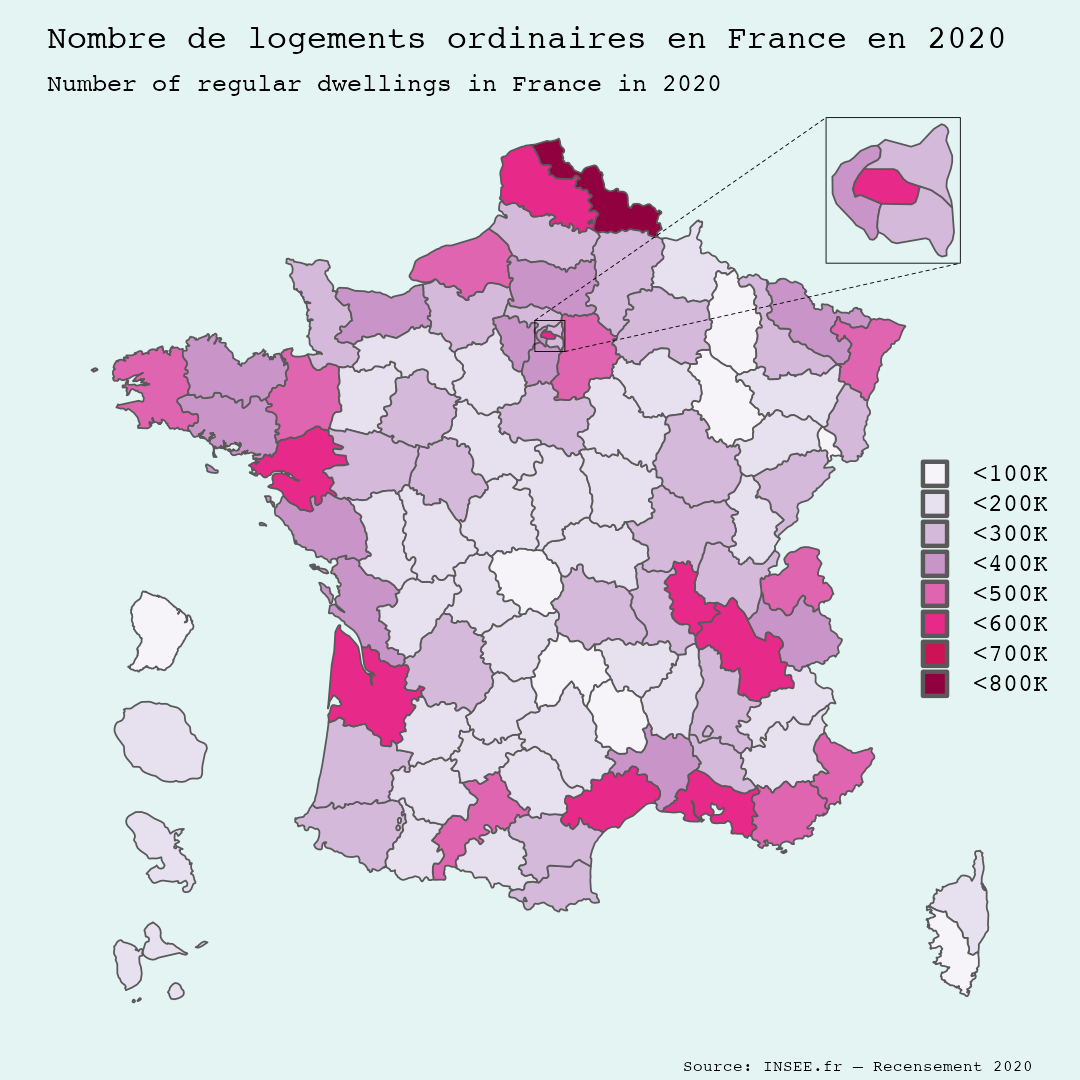 Nombre de logements ordinaires en France en 2020
Number of regular dwellings in France in 2020
<100K
<200K
<300K
<400K
<500K
<600K
<700K
<800K
Source: INSEE.fr — Recensement 2020